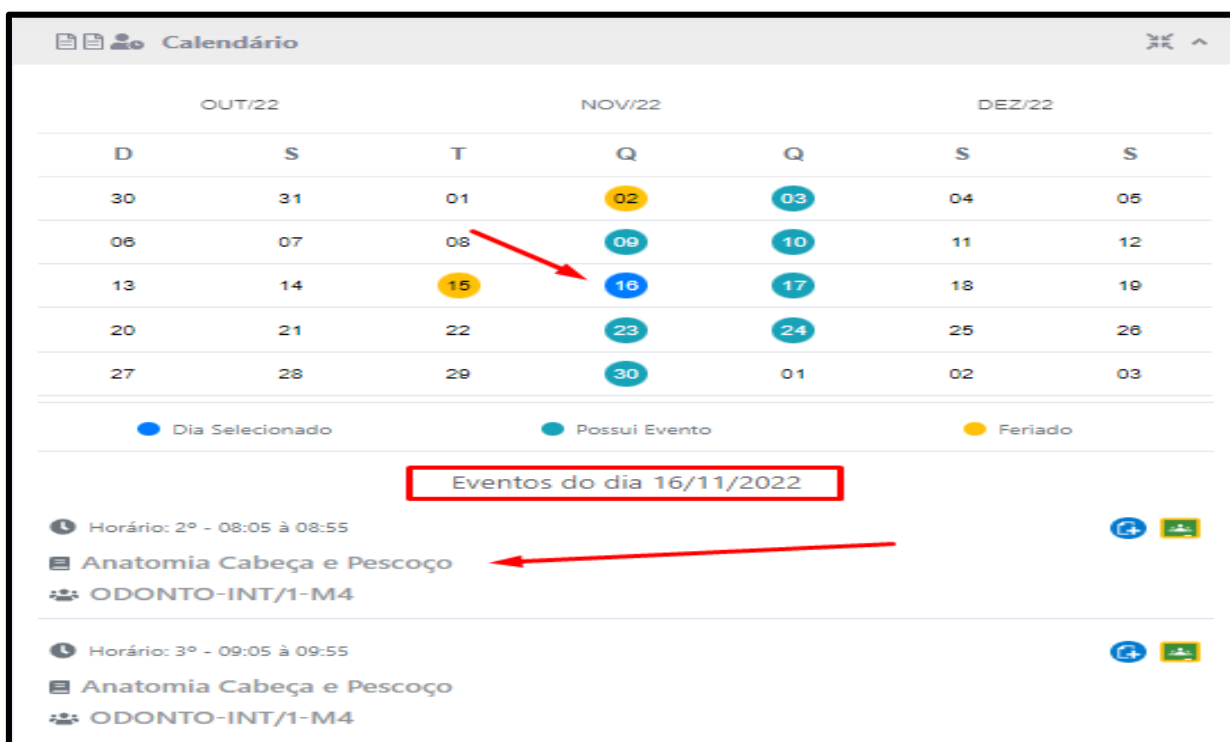 Calendário
OUT/22 NOV/22 DEZ/22
D S T Q Q S S
30 31 01 02 03 04 05
06 07 08 09 10 11 12
13 14 15 16 17 18 19
20 21 22 23 24 25 26
27 28 29 30 01 02 03
Dia Selecionado Possui Evento Feriado
Eventos do dia 16/11/2022
Horário: 2º - 08:05 à 08:55
Anatomia Cabeça e Pescoço
ODONTO-INT/1-M4
Horário: 3º - 09:05 à 09:55
Anatomia Cabeça e Pescoço
ODONTO-INT/1-M4